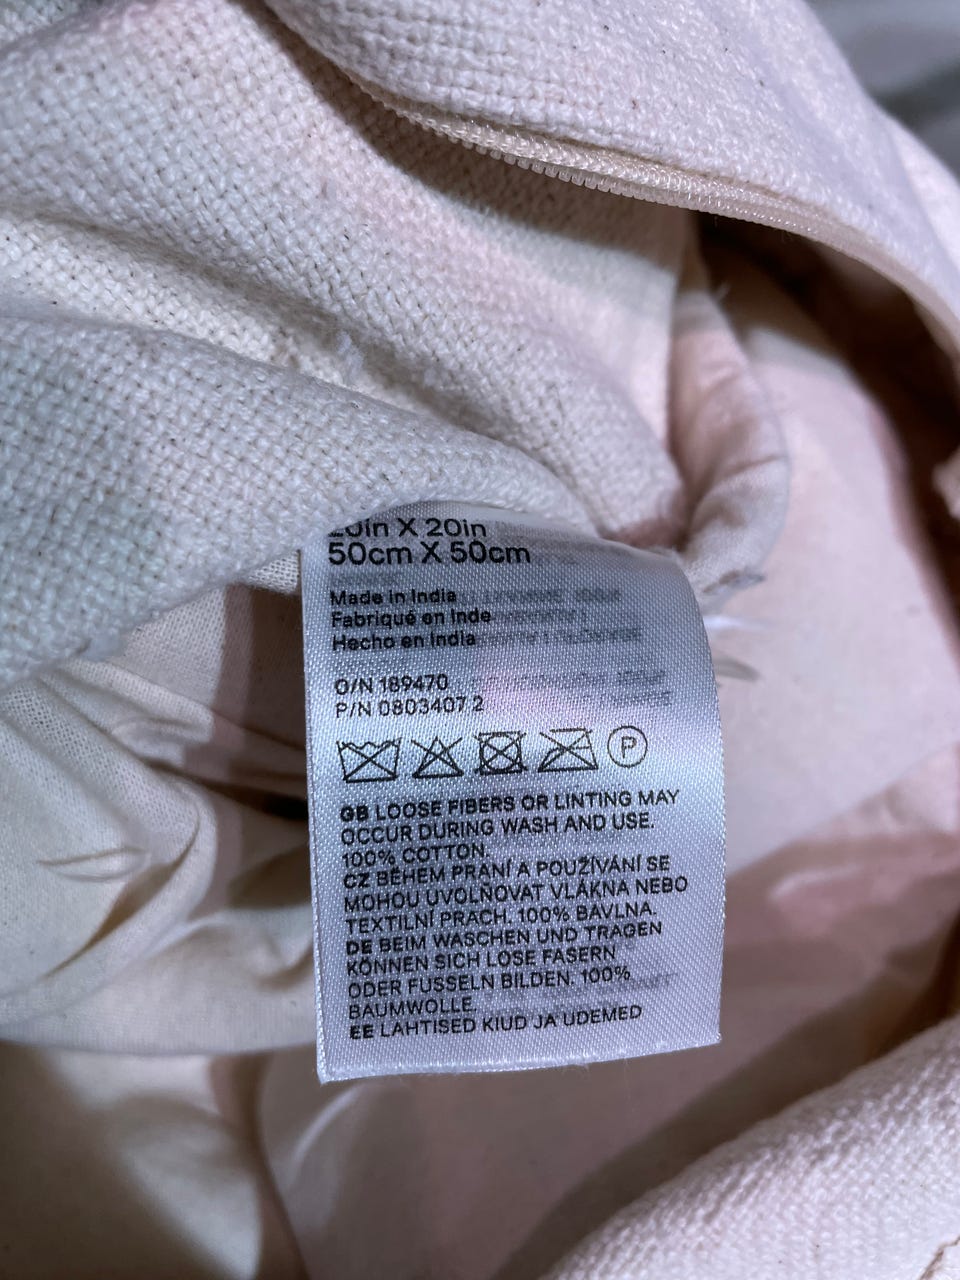 20in X 20in
50cm X 50cm
Made in India
Fabriqué en Inde
Hecho en India
O/N 189470
P/N 0803407 2
P
GB LOOSE FIBERS OR LINTING MAY
OCCUR DURING WASH AND USE.
100% COTTON.
CZ BĚHEM PRANÍ A POUŽÍVÁNÍ SE
MOHOU UVOLŇOVAT VLÁKNA NEBO
TEXTILNÍ PRACH. 100% BAVLNA.
DE BEIM WASCHEN UND TRAGEN
KÖNNEN SICH LOSE FASERN
ODER FUSSELN BILDEN. 100%
BAUMWOLLE.
EE LAHTISED KIUD JA UDEMED